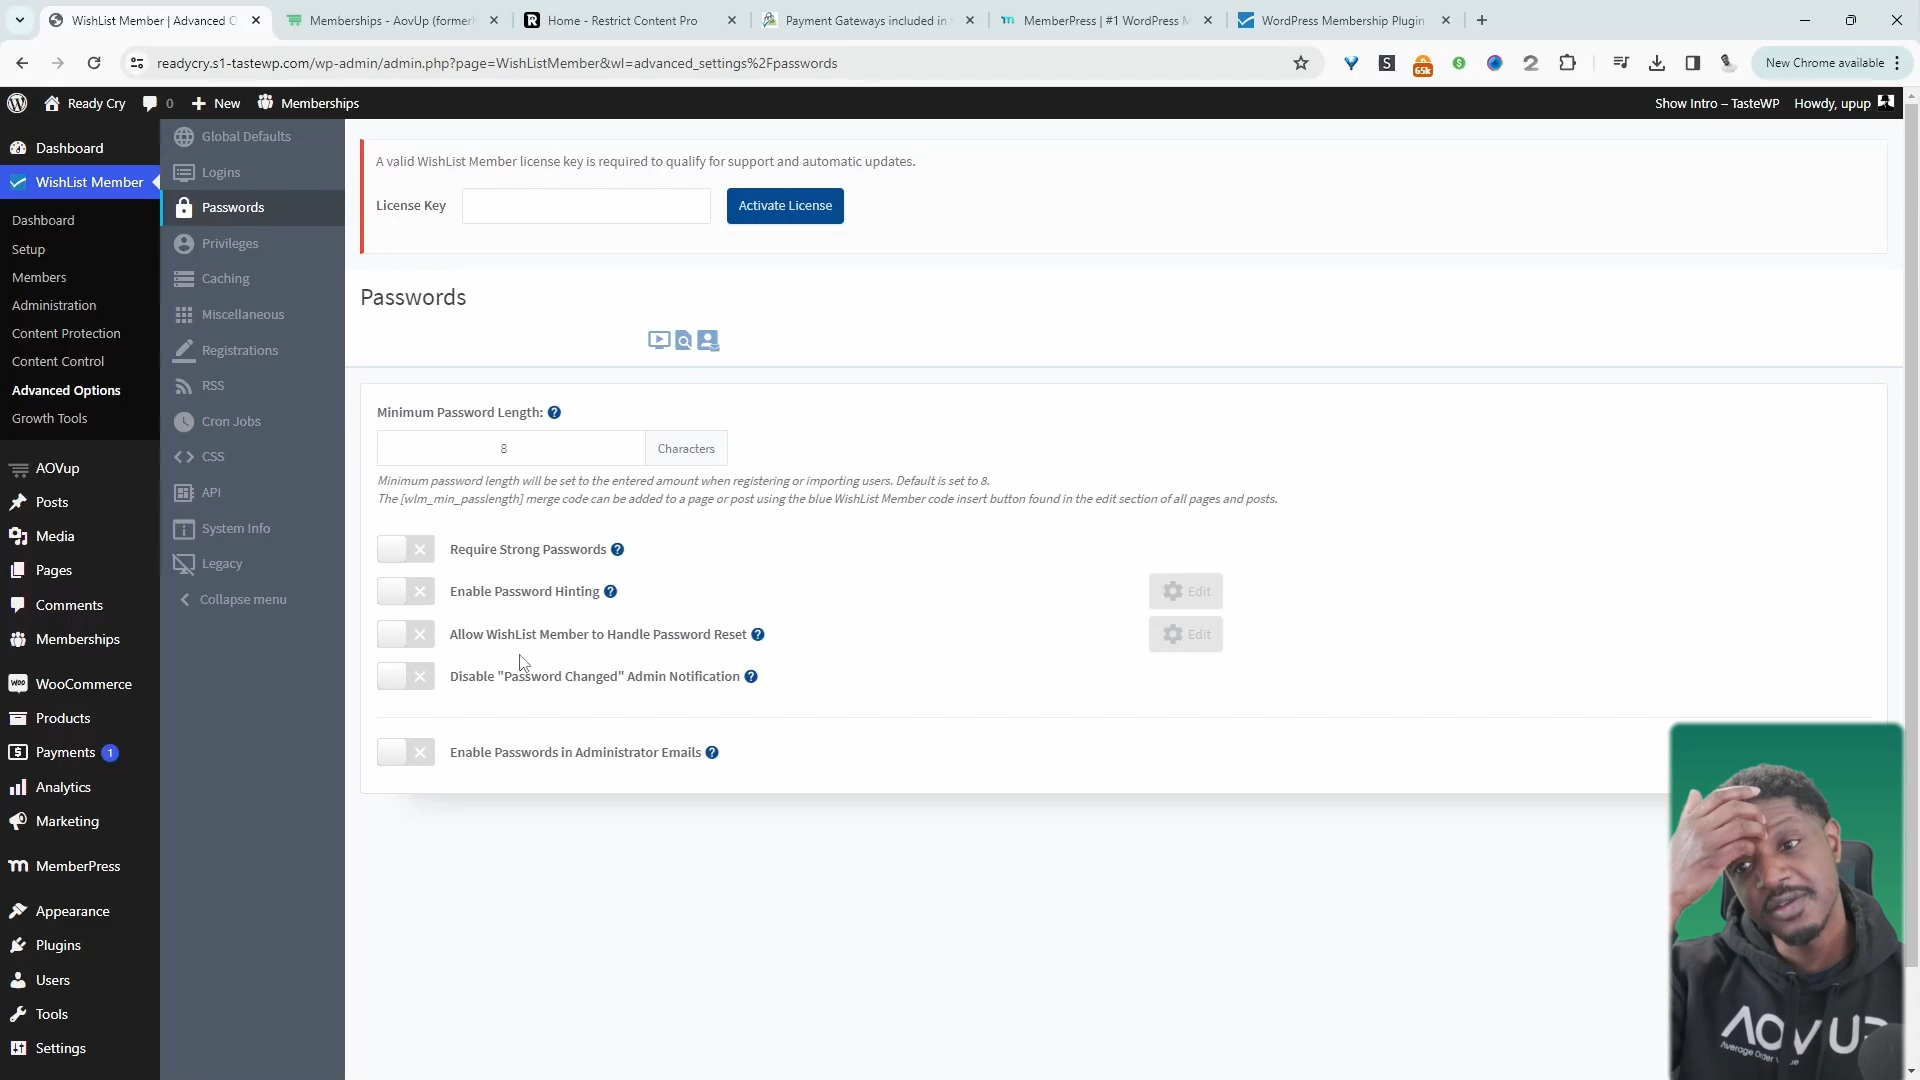 WishList Member | Advanced O
Memberships - AovUp (former
Home - Restrict Content Pro
Payment Gateways included in
MemberPress | #1 WordPress M
WordPress Membership Plugin
readycry.s1-tastewp.com/wp-admin/admin.php?page=WishListMember&wl=advanced_settings%2Fpasswords
65k
New Chrome available
Ready Cry
0
New
Memberships
Show Intro – TasteWP
Howdy, upup
Dashboard
WishList Member
Dashboard
Setup
Members
Administration
Content Protection
Content Control
Advanced Options
Growth Tools
AOVup
Posts
Media
Pages
Comments
Memberships
WooCommerce
Products
Payments 1
Analytics
Marketing
MemberPress
Appearance
Plugins
Users
Tools
Settings
Global Defaults
Logins
Passwords
Privileges
Caching
Miscellaneous
Registrations
RSS
Cron Jobs
CSS
API
System Info
Legacy
Collapse menu
A valid WishList Member license key is required to qualify for support and automatic updates.
License Key
Activate License
Passwords
Minimum Password Length:
8
Characters
Minimum password length will be set to the entered amount when registering or importing users. Default is set to 8.
The [wlm_min_passlength] merge code can be added to a page or post using the blue WishList Member code insert button found in the edit section of all pages and posts.
Require Strong Passwords
Enable Password Hinting
Edit
Allow WishList Member to Handle Password Reset
Edit
Disable "Password Changed" Admin Notification
Enable Passwords in Administrator Emails
AOVUP
Average Order